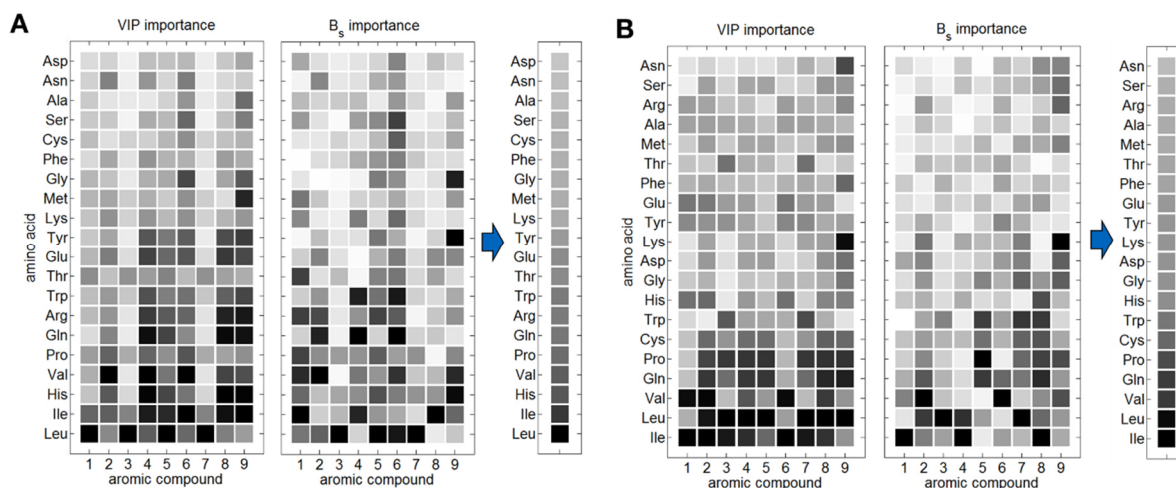 A
VIP importance
B_s importance
Asp
Asn
Ala
Ser
Cys
Phe
Gly
Met
Lys
Tyr
Glu
Thr
Trp
Arg
Gln
Pro
Val
His
Ile
Leu
amino acid
Asp
Asn
Ala
Ser
Cys
Phe
Gly
Met
Lys
Tyr
Glu
Thr
Trp
Arg
Gln
Pro
Val
His
Ile
Leu
1 2 3 4 5 6 7 8 9
aromic compound
1 2 3 4 5 6 7 8 9
aromic compound
B
VIP importance
B_s importance
Asn
Ser
Arg
Ala
Met
Thr
Phe
Glu
Tyr
Lys
Asp
Gly
His
Trp
Cys
Pro
Gln
Val
Leu
Ile
amino acid
Asn
Ser
Arg
Ala
Met
Thr
Phe
Glu
Tyr
Lys
Asp
Gly
His
Trp
Cys
Pro
Gln
Val
Leu
Ile
1 2 3 4 5 6 7 8 9
aromic compound
1 2 3 4 5 6 7 8 9
aromic compound